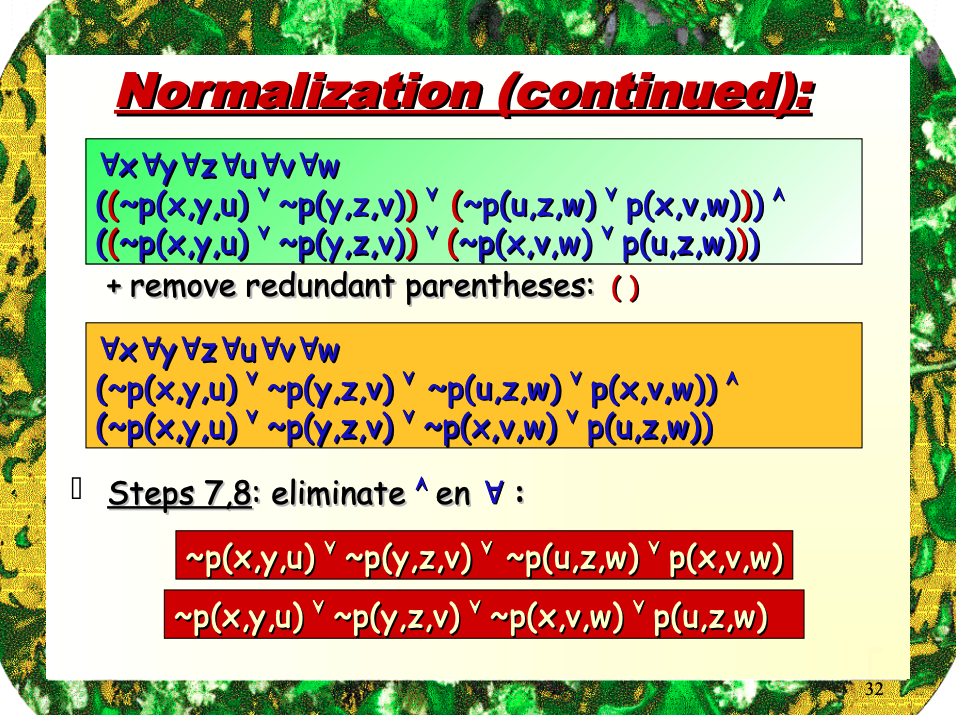 Normalization (continued):
∀x∀y∀z∀u∀v∀w
((~p(x,y,u) ∨ ~p(y,z,v)) ∨ (~p(u,z,w) ∨ p(x,v,w))) ∧
((~p(x,y,u) ∨ ~p(y,z,v)) ∨ (~p(x,v,w) ∨ p(u,z,w)))
+ remove redundant parentheses: ( )
∀x∀y∀z∀u∀v∀w
(~p(x,y,u) ∨ ~p(y,z,v) ∨ ~p(u,z,w) ∨ p(x,v,w)) ∧
(~p(x,y,u) ∨ ~p(y,z,v) ∨ ~p(x,v,w) ∨ p(u,z,w))
Steps 7,8: eliminate ∧ en ∀ :
~p(x,y,u) ∨ ~p(y,z,v) ∨ ~p(u,z,w) ∨ p(x,v,w)
~p(x,y,u) ∨ ~p(y,z,v) ∨ ~p(x,v,w) ∨ p(u,z,w)
32